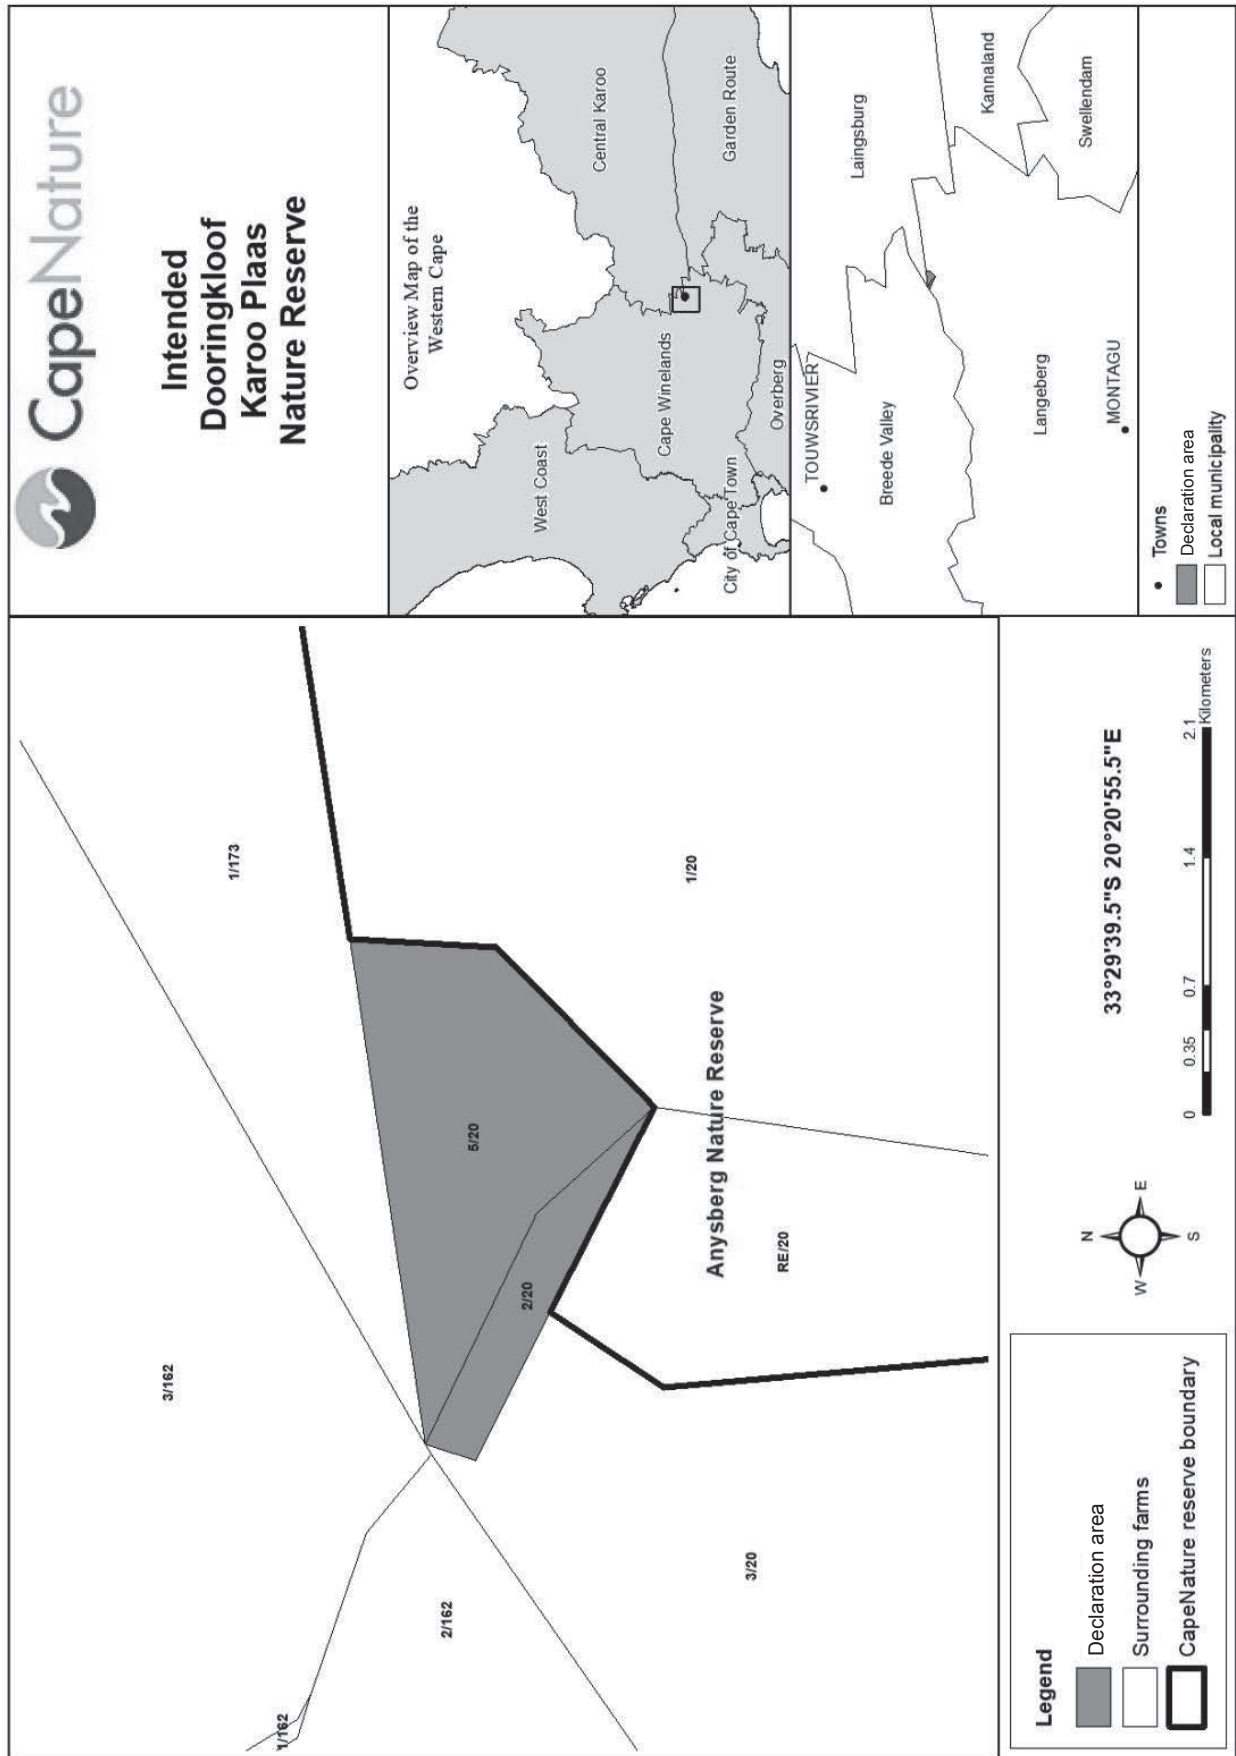 CapeNature
Intended
Dooringkloof
Karoo Plaas
Nature Reserve
Overview Map of the
Western Cape
Central Karoo
Garden Route
West Coast
Cape Winelands
Overberg
City of Cape Town
Laingsburg
Kannaland
Swellendam
TOUWSRIVIER
Breede Valley
Langeberg
MONTAGU
Towns
Declaration area
Local municipality
1/173
3/162
1/20
5/20
2/20
Anysberg Nature Reserve
RE/20
3/20
2/162
1/162
Legend
Declaration area
Surrounding farms
CapeNature reserve boundary
N
W E
S
33°29'39.5"S 20°20'55.5"E
0 0.35 0.7 1.4 2.1
Kilometers